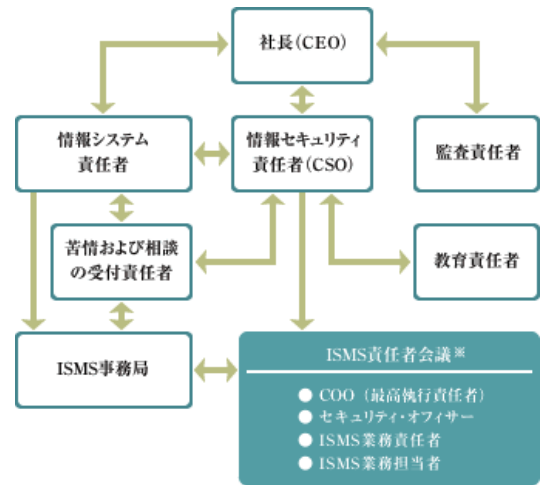 社長(CEO)
情報システム
責任者
情報セキュリティ
責任者(CSO)
監査責任者
苦情および相談
の受付責任者
教育責任者
ISMS事務局
ISMS責任者会議※
● COO (最高執行責任者)
● セキュリティ・オフィサー
● ISMS業務責任者
● ISMS業務担当者